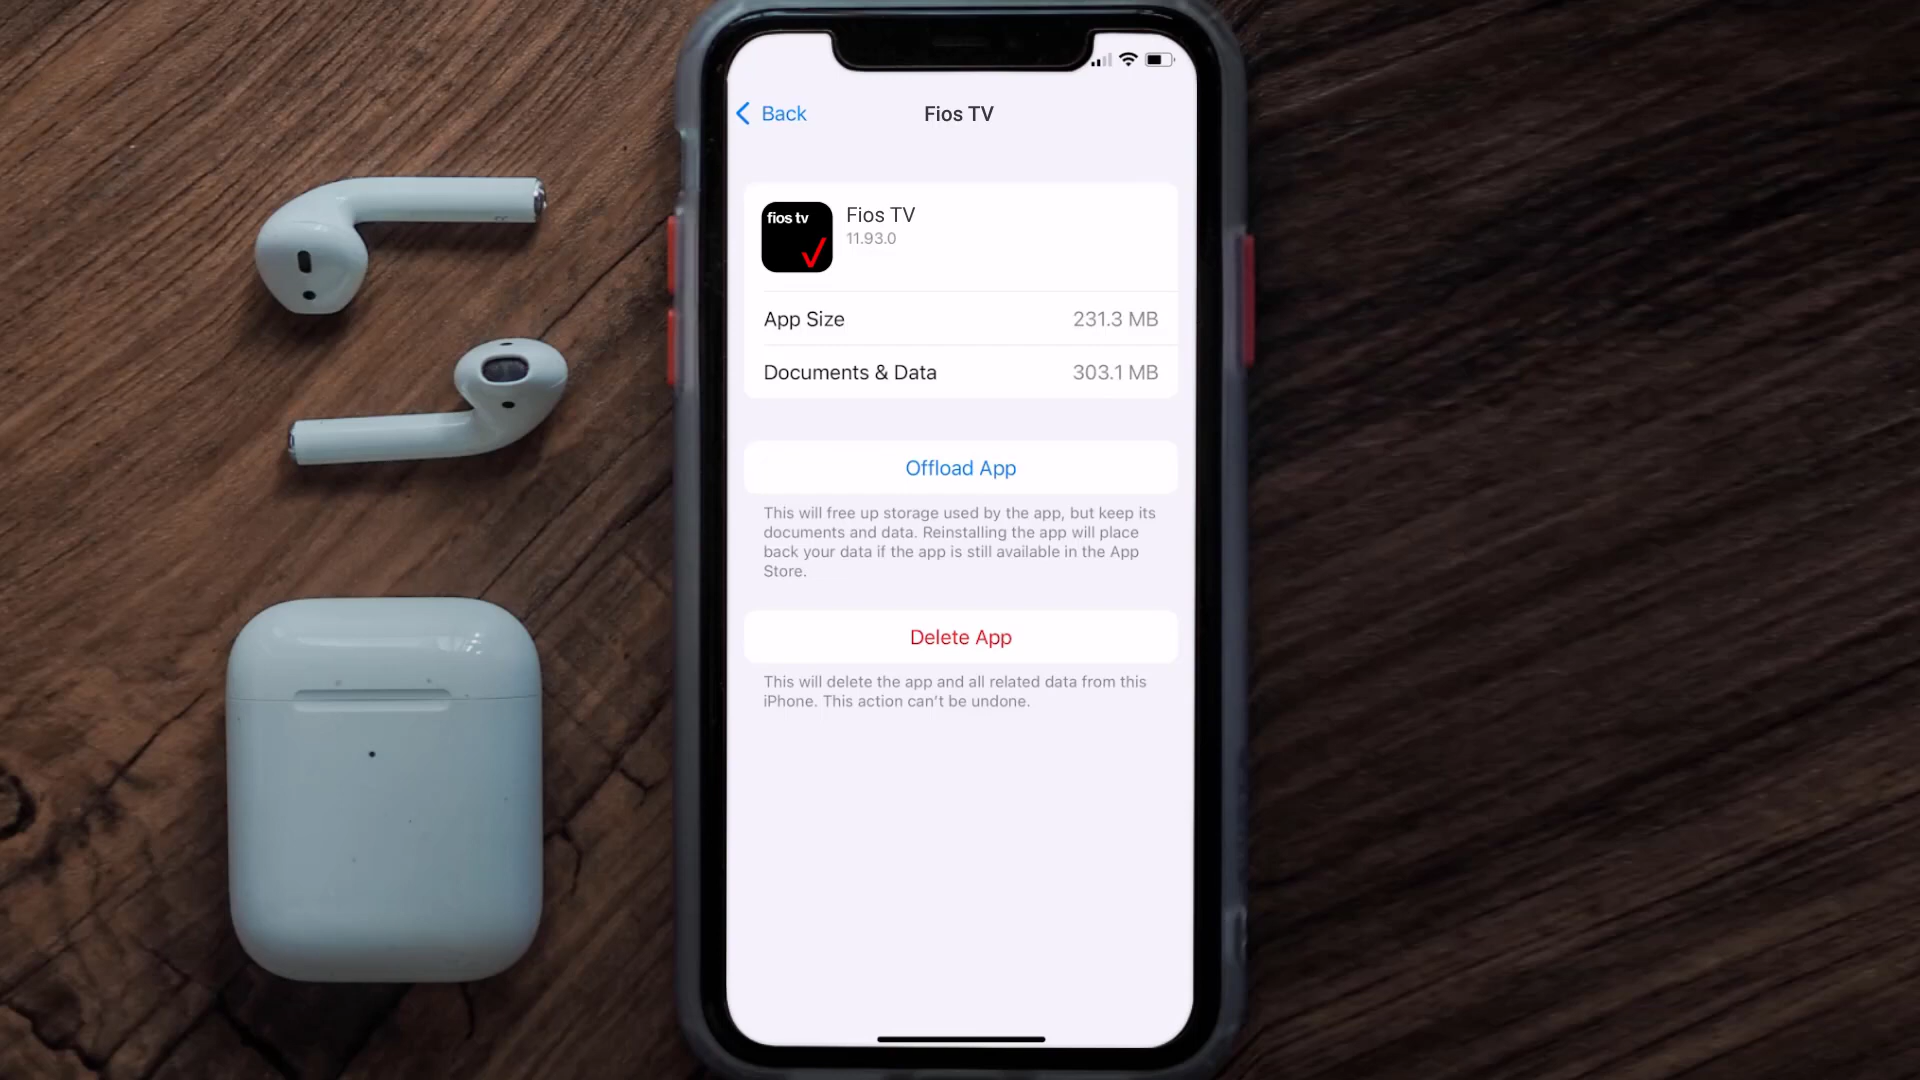 Back
Fios TV
fios tv
Fios TV
11.93.0
App Size 231.3 MB
Documents & Data 303.1 MB
Offload App
This will free up storage used by the app, but keep its
documents and data. Reinstalling the app will place
back your data if the app is still available in the App
Store.
Delete App
This will delete the app and all related data from this
iPhone. This action can't be undone.